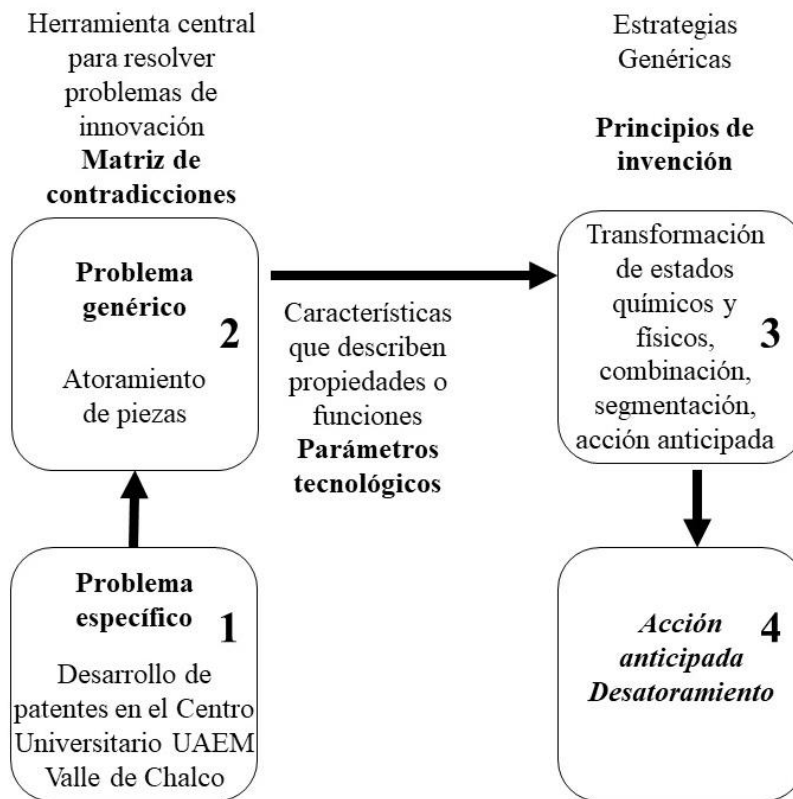 Herramienta central
para resolver
problemas de
innovación
Matriz de
contradicciones
Estrategias
Genéricas
Principios de
invención
Problema
genérico
2
Atoramiento
de piezas
Características
que describen
propiedades o
funciones
Parámetros
tecnológicos
Transformación
de estados
químicos y
físicos,
3
combinación,
segmentación,
acción anticipada
Problema
específico
1
Desarrollo de
patentes en el Centro
Universitario UAEM
Valle de Chalco
Acción
4
anticipada
Desatoramiento